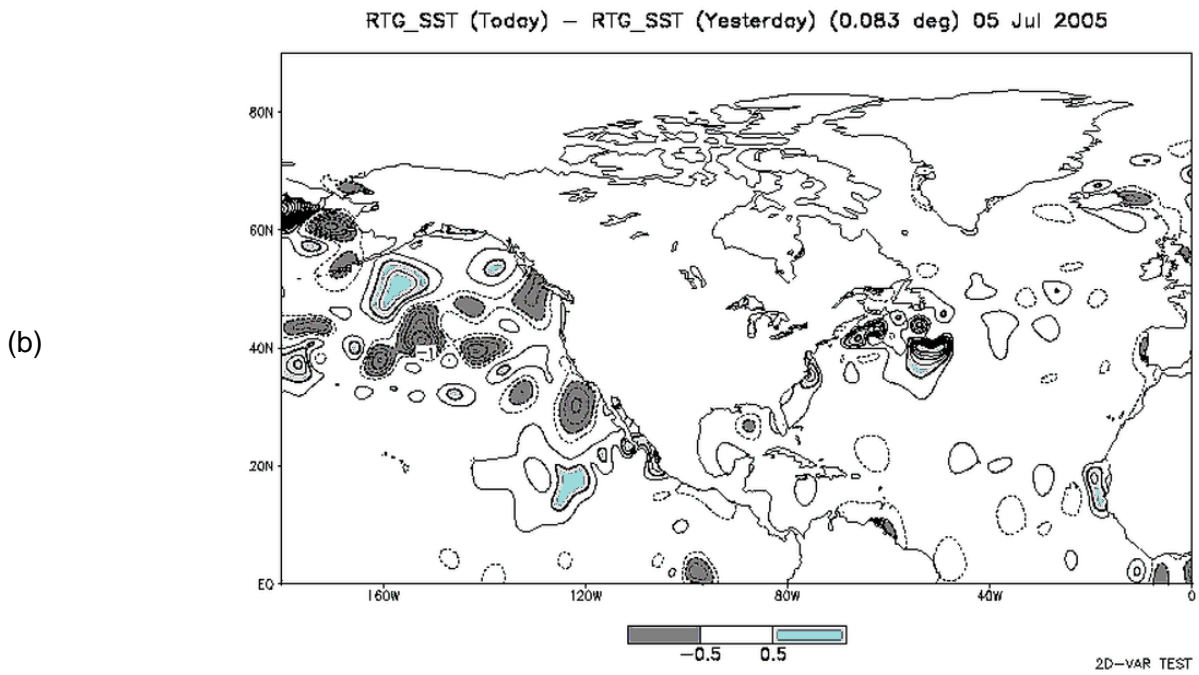 RTG_SST (Today) – RTG_SST (Yesterday) (0.083 deg) 05 Jul 2005
80N
60N
(b)
40N
-1
20N
EQ
160W 120W 80W 40W 0
-0.5 0.5
2D-VAR TEST